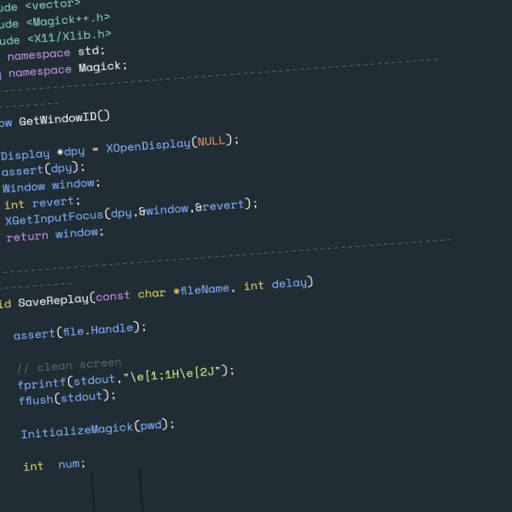 ude <vector>
ude <Magick++.h>
ude <X11/Xlib.h>
namespace std;
namespace Magick;
ow GetWindowID()
Display *dpy = XOpenDisplay(NULL);
assert(dpy);
Window window;
int revert;
XGetInputFocus(dpy,&window,&revert);
return window;
id SaveReplay(const char *fileName, int delay)
assert(file.Handle);
// clean screen
fprintf(stdout,"\e[1;1H\e[2J");
fflush(stdout);
InitializeMagick(pwd);
int num;